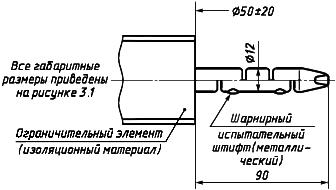 Ø50±20
Ø12
Все габаритные
размеры приведены
на рисунке 3.1
Ограничительный элемент
(изоляционный материал)
Шарнирный
испытательный
штифт(металли-
ческий)
90